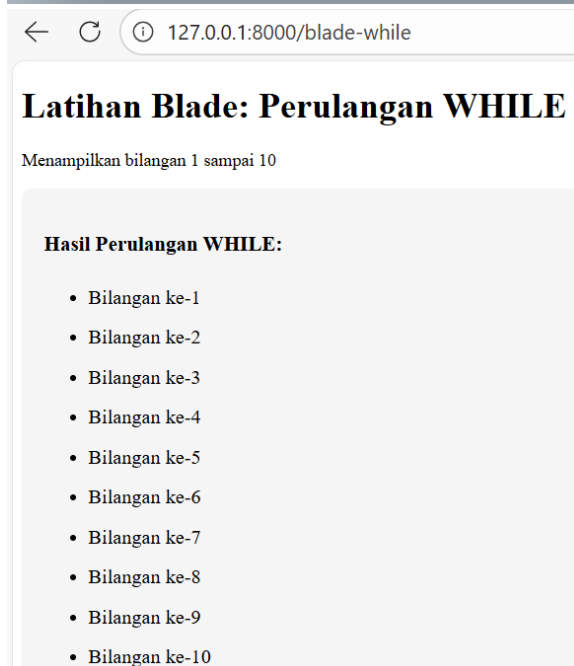 127.0.0.1:8000/blade-while
Latihan Blade: Perulangan WHILE
Menampilkan bilangan 1 sampai 10
Hasil Perulangan WHILE:
• Bilangan ke-1
• Bilangan ke-2
• Bilangan ke-3
• Bilangan ke-4
• Bilangan ke-5
• Bilangan ke-6
• Bilangan ke-7
• Bilangan ke-8
• Bilangan ke-9
• Bilangan ke-10